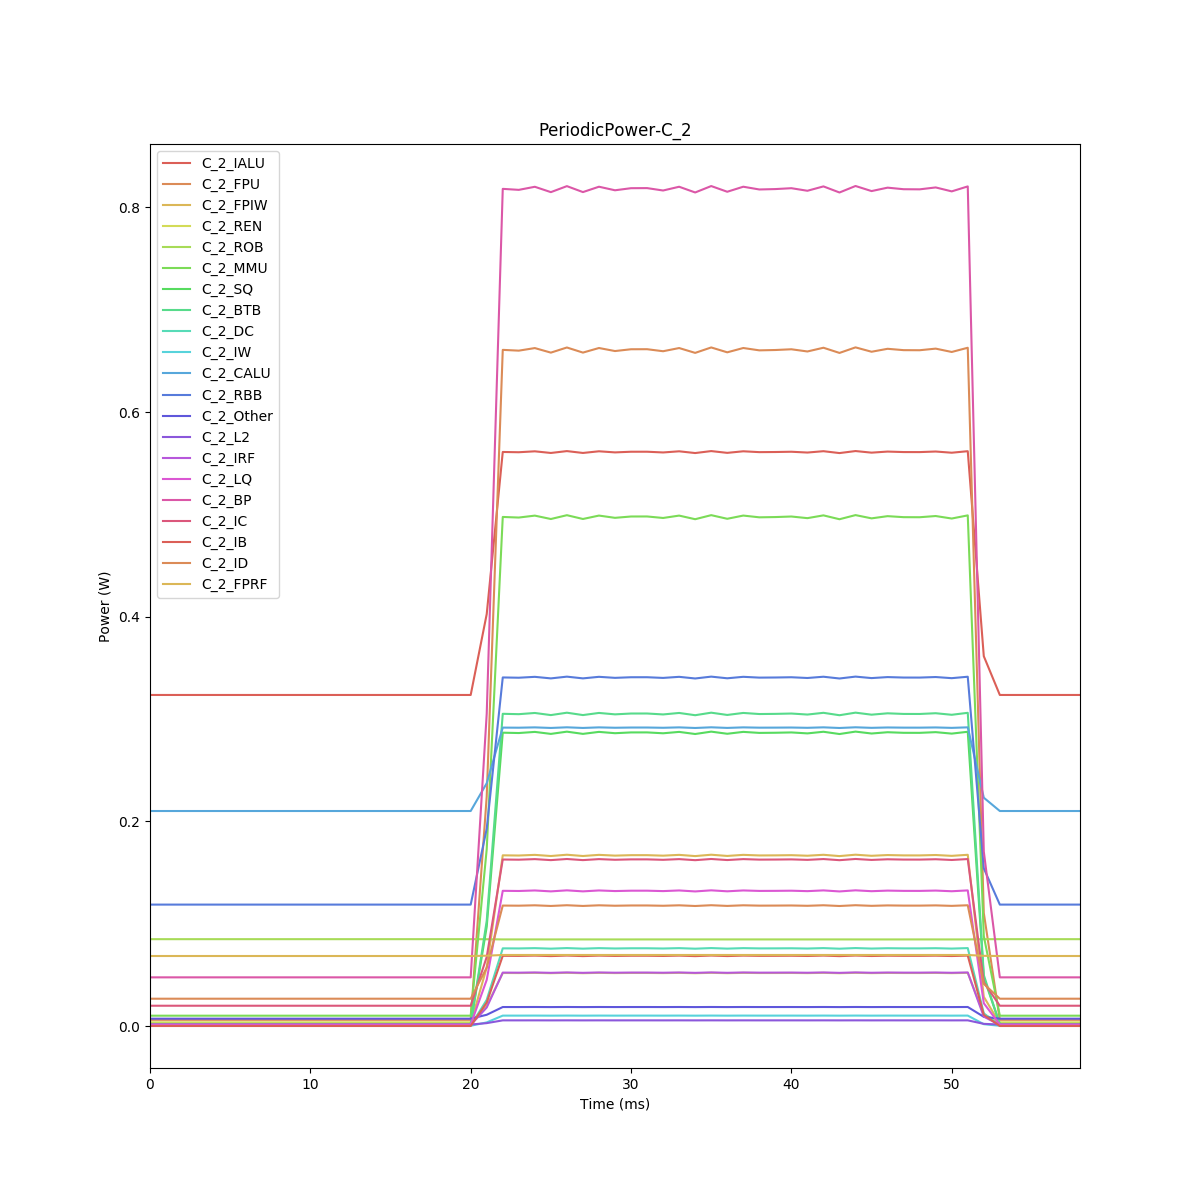 PeriodicPower-C_2
C_2_IALU
C_2_FPU
C_2_FPIW
C_2_REN
C_2_ROB
C_2_MMU
C_2_SQ
C_2_BTB
C_2_DC
C_2_IW
C_2_CALU
C_2_RBB
C_2_Other
C_2_L2
C_2_IRF
C_2_LQ
C_2_BP
C_2_IC
C_2_IB
C_2_ID
C_2_FPRF
0.8
0.6
0.4
0.2
0.0
Power (W)
0 10 20 30 40 50
Time (ms)